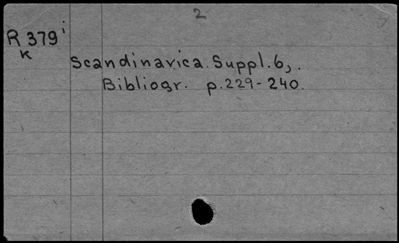 2
R 379 i
K
Scandinavica. Suppl. 6,.
Bibliogr. p. 229-240.